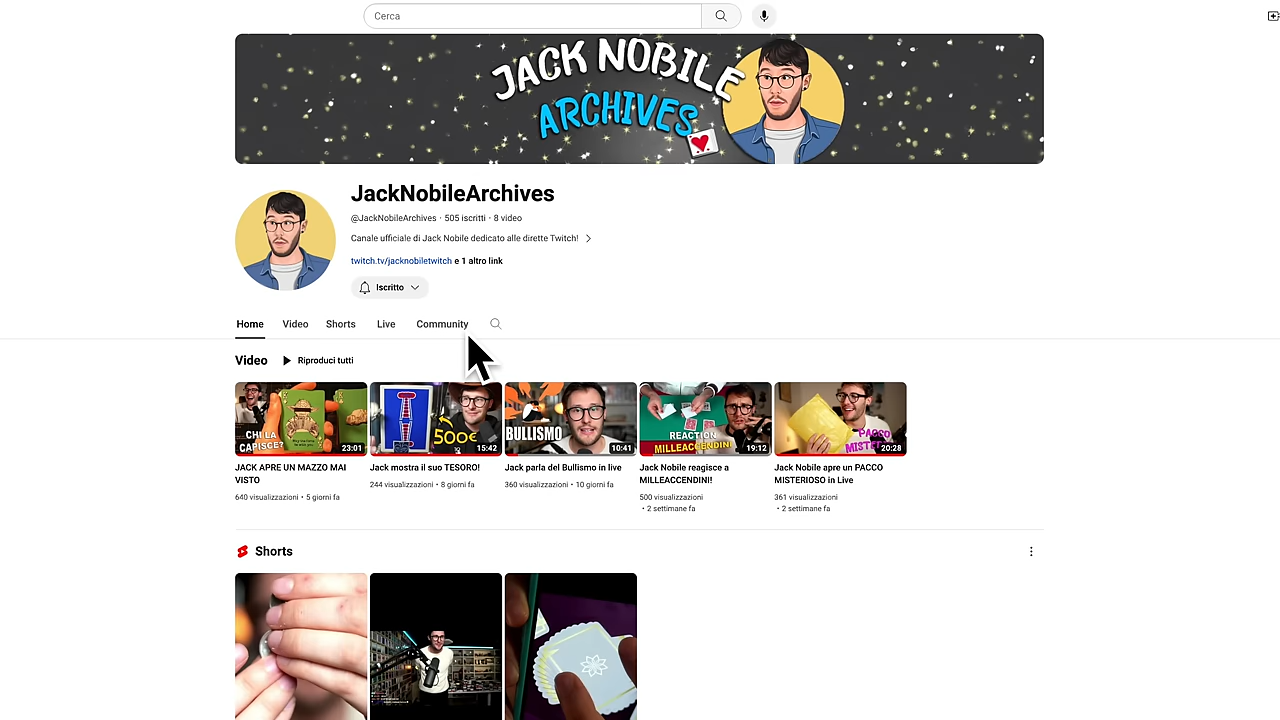 Cerca
JACK NOBILE
ARCHIVES
JackNobileArchives
@JackNobileArchives · 505 iscritti · 8 video
Canale ufficiale di Jack Nobile dedicato alle dirette Twitch!
twitch.tv/jacknobiletwitch e 1 altro link
Iscritto
Home Video Shorts Live Community
Video Riproduci tutti
CHI LA CAPISCE? 23:01
500€ 15:42
BULLISMO 10:41
REACTION MILLEACCENDINI 19:12
PACCO 20:28
JACK APRE UN MAZZO MAI VISTO
640 visualizzazioni • 5 giorni fa
Jack mostra il suo TESORO!
244 visualizzazioni • 8 giorni fa
Jack parla del Bullismo in live
360 visualizzazioni • 10 giorni fa
Jack Nobile reagisce a MILLEACCENDINI!
500 visualizzazioni
• 2 settimane fa
Jack Nobile apre un PACCO MISTERIOSO in Live
361 visualizzazioni
• 2 settimane fa
Shorts